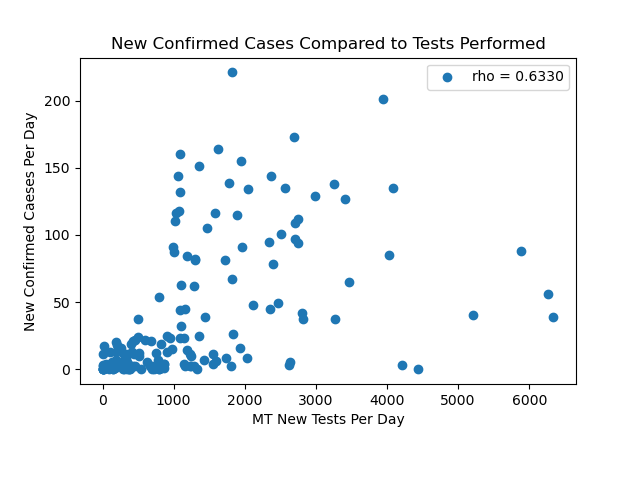 New Confirmed Cases Compared to Tests Performed
rho = 0.6330
New Confirmed Caeses Per Day
200
150
100
50
0
0 1000 2000 3000 4000 5000 6000
MT New Tests Per Day